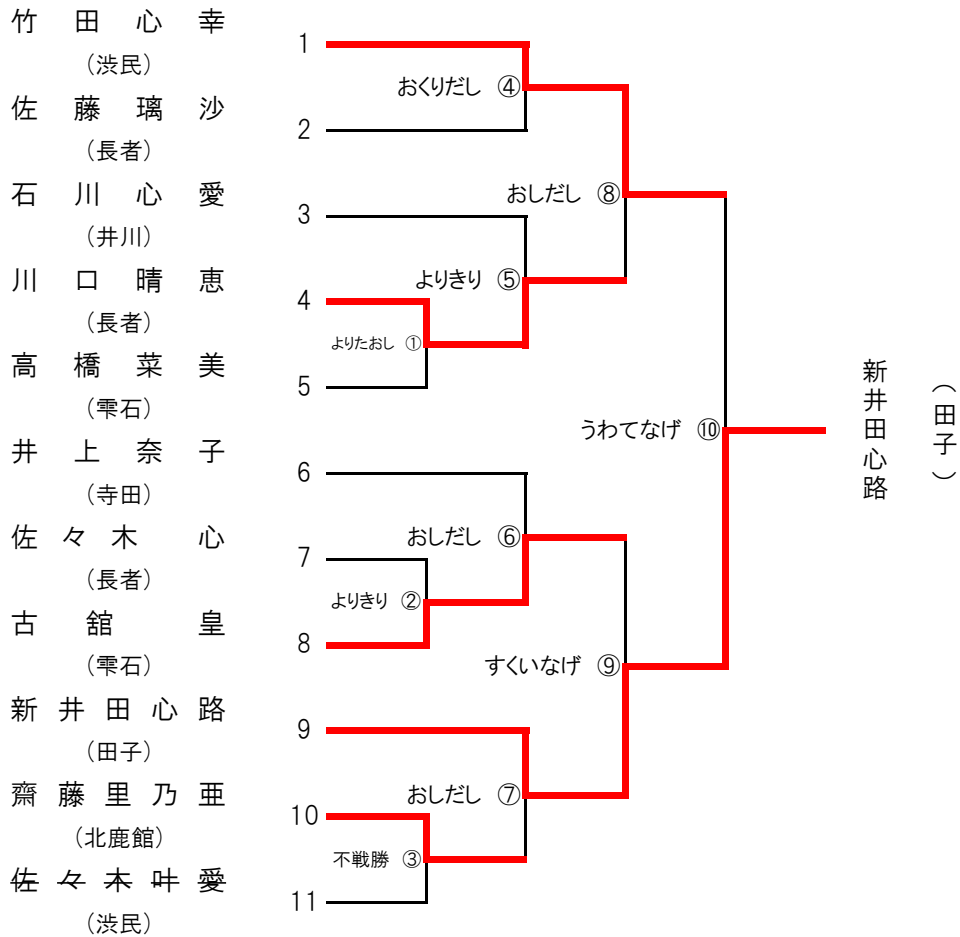 竹田心幸
(渋民)
1
おくりだし ④
佐藤璃沙
(長者)
2
石川心愛
(井川)
3
おしだし ⑧
川口晴恵
(長者)
4
よりきり ⑤
よりたおし ①
高橋菜美
(雫石)
5
うわてなげ ⑩
新井田心路
(田子)
井上奈子
(寺田)
6
おしだし ⑥
佐々木心
(長者)
7
よりきり ②
古舘皇
(雫石)
8
すくいなげ ⑨
新井田心路
(田子)
9
おしだし ⑦
齋藤里乃亜
(北鹿館)
10
不戦勝 ③
佐々木叶愛
(渋民)
11